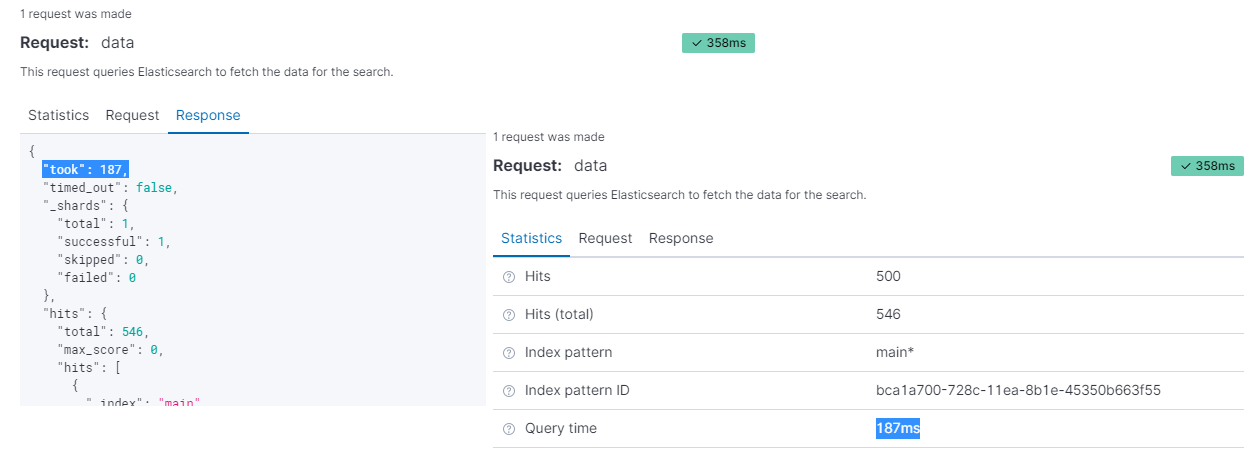 1 request was made
Request: data
358ms
This request queries Elasticsearch to fetch the data for the search.
Statistics Request Response
{
"took": 187,
"timed_out": false,
"_shards": {
"total": 1,
"successful": 1,
"skipped": 0,
"failed": 0
},
"hits": {
"total": 546,
"max_score": 0,
"hits": [
{
"_index": "main"
1 request was made
Request: data
358ms
This request queries Elasticsearch to fetch the data for the search.
Statistics Request Response
Hits 500
Hits (total) 546
Index pattern main*
Index pattern ID bca1a700-728c-11ea-8b1e-45350b663f55
Query time 187ms